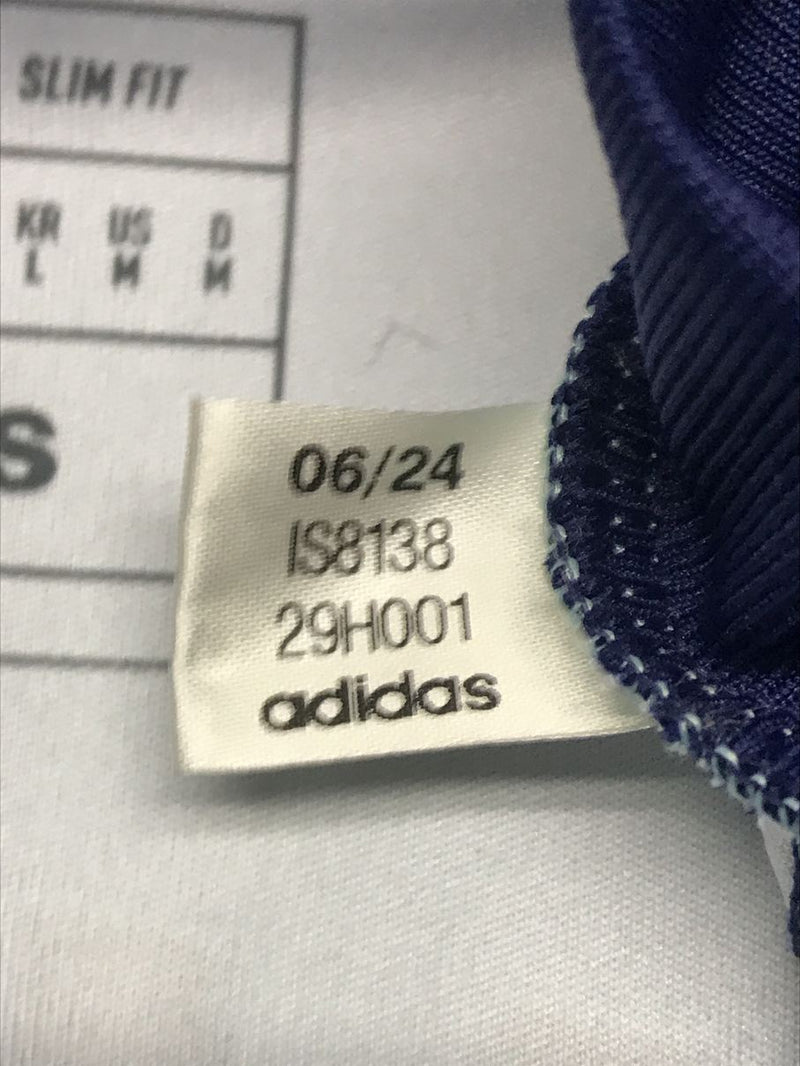 SLIM FIT
KR US D
L M M
s
06/24
IS8138
29H001
adidas